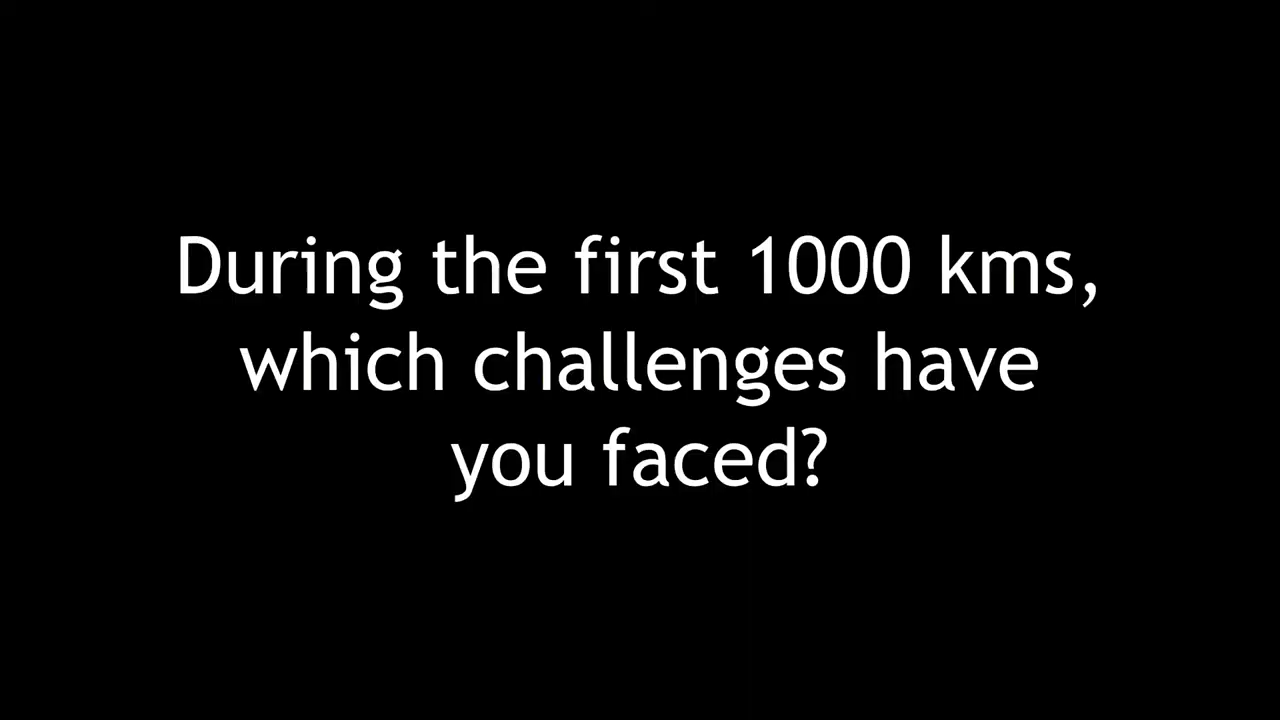 During the first 1000 kms,
which challenges have
you faced?